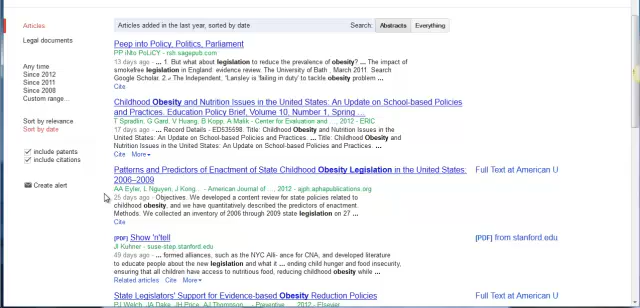 Articles
Articles added in the last year, sorted by date
Search: Abstracts Everything
Legal documents
Any time
Since 2012
Since 2011
Since 2008
Custom range...
Sort by relevance
Sort by date
include patents
include citations
Create alert
Peep into Policy, Politics, Parliament
PP iNto PoLiCY - rsh.sagepub.com
13 days ago - ... 1. But what about legislation to reduce the prevalence of obesity? ... The impact of
smokefree legislation in England: evidence review. The University of Bath , March 2011. Search
Google Scholar. 2.↵ The Independent, "Lansley is 'failing in duty' to tackle obesity problem ...
Cite
Childhood Obesity and Nutrition Issues in the United States: An Update on School-based Policies
and Practices. Education Policy Brief, Volume 10, Number 1, Spring ...
T Spradlin, G Gard, V Huang, B Kopp, A Malik - Center for Evaluation and ..., 2012 - ERIC
17 days ago - ... Record Details - ED535598. Title: Childhood Obesity and Nutrition Issues in the
United States: An Update on School-based Policies and Practices. ... Title Childhood Obesity and
Nutrition Issues in the United States: An Update on School-based Policies and Practices ...
Cite More
Patterns and Predictors of Enactment of State Childhood Obesity Legislation in the United States:
2006–2009
Full Text at American U
AA Eyler, L Nguyen, J Kong... - American Journal of ..., 2012 - ajph.aphapublications.org
25 days ago - Objectives. We developed a content review for state policies related to
childhood obesity, and we have quantitatively described the predictors of enactment.
Methods. We collected an inventory of 2006 through 2009 state legislation on 27 ...
Cite
[PDF] Show 'n'tell
[PDF] from stanford.edu
JI Kuhner - suse-step.stanford.edu
49 days ago - ... formed alliances, such as the NYC Alli- ance for CNA, and developed literature
to educate people about the new legislation and what it ... ending child hunger and food insecurity,
ensuring that all children have access to nutritious food, reducing childhood obesity while ...
Related articles Cite More
State Legislators' Support for Evidence-based Obesity Reduction Policies
Full Text at American U